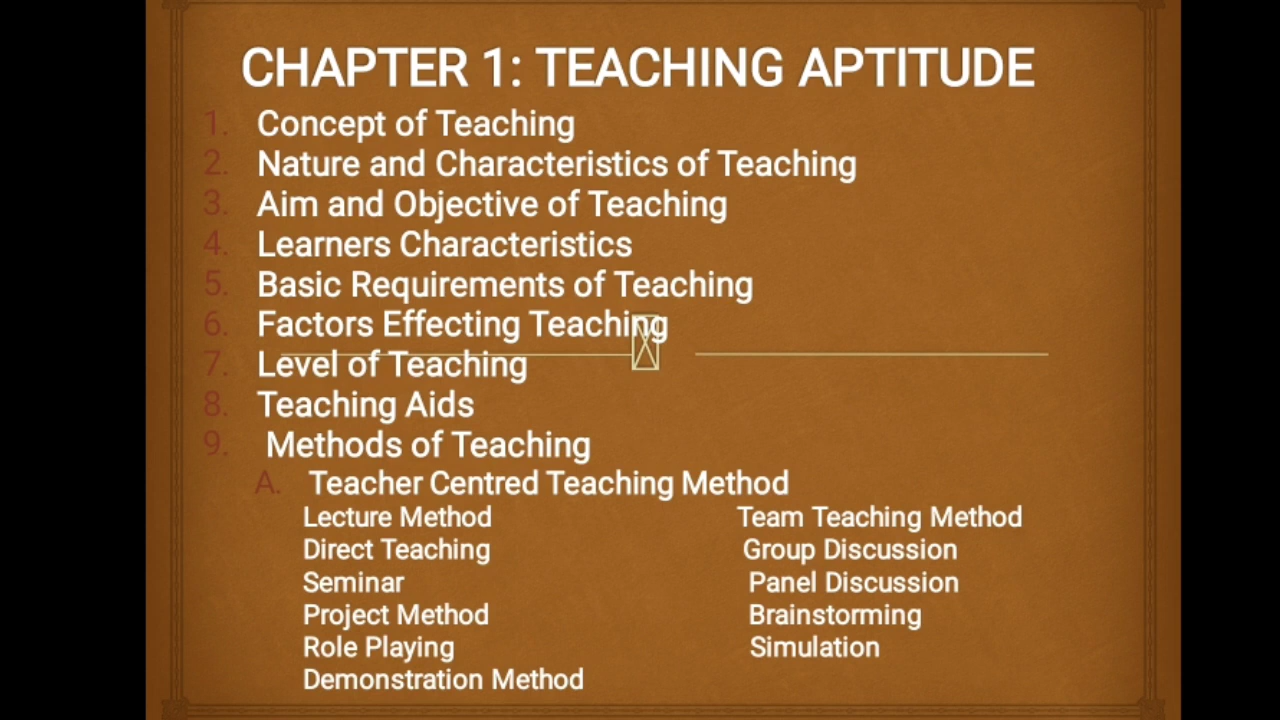 CHAPTER 1: TEACHING APTITUDE
1. Concept of Teaching
2. Nature and Characteristics of Teaching
3. Aim and Objective of Teaching
4. Learners Characteristics
5. Basic Requirements of Teaching
6. Factors Effecting Teaching
7. Level of Teaching
8. Teaching Aids
9. Methods of Teaching
A. Teacher Centred Teaching Method
Lecture Method Team Teaching Method
Direct Teaching Group Discussion
Seminar Panel Discussion
Project Method Brainstorming
Role Playing Simulation
Demonstration Method